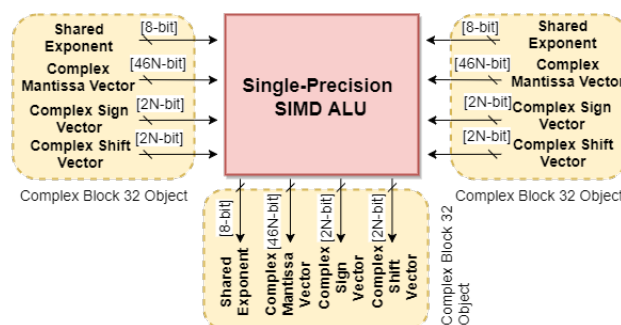 Shared
Exponent
[8-bit]
Complex
Mantissa Vector
[46N-bit]
Complex Sign
Vector
[2N-bit]
Complex Shift
Vector
[2N-bit]
Complex Block 32 Object
Single-Precision
SIMD ALU
[8-bit]
Shared
Exponent
[46N-bit]
Complex
Mantissa Vector
[2N-bit]
Complex Sign
Vector
[2N-bit]
Complex Shift
Vector
Complex Block 32 Object
[8-bit]
Shared
Exponent
[46N-bit]
Complex
Mantissa
Vector
[2N-bit]
Complex
Sign
Vector
[2N-bit]
Complex
Shift
Vector
Complex Block 32
Object